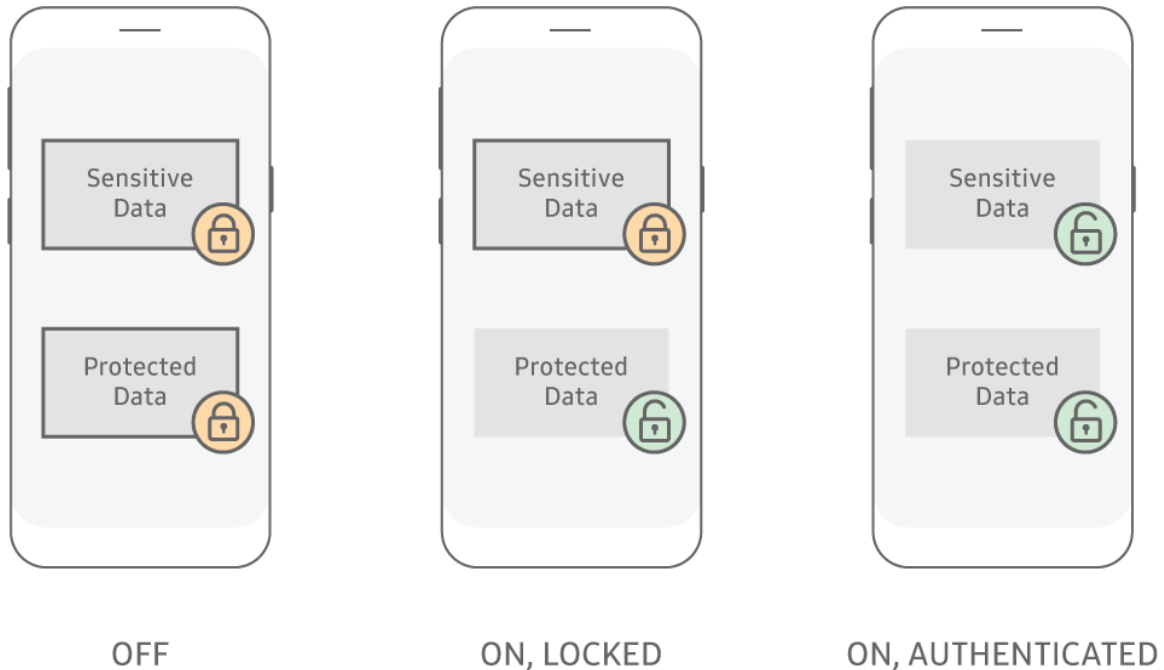 Sensitive
Data
Protected
Data
OFF
Sensitive
Data
Protected
Data
ON, LOCKED
Sensitive
Data
Protected
Data
ON, AUTHENTICATED